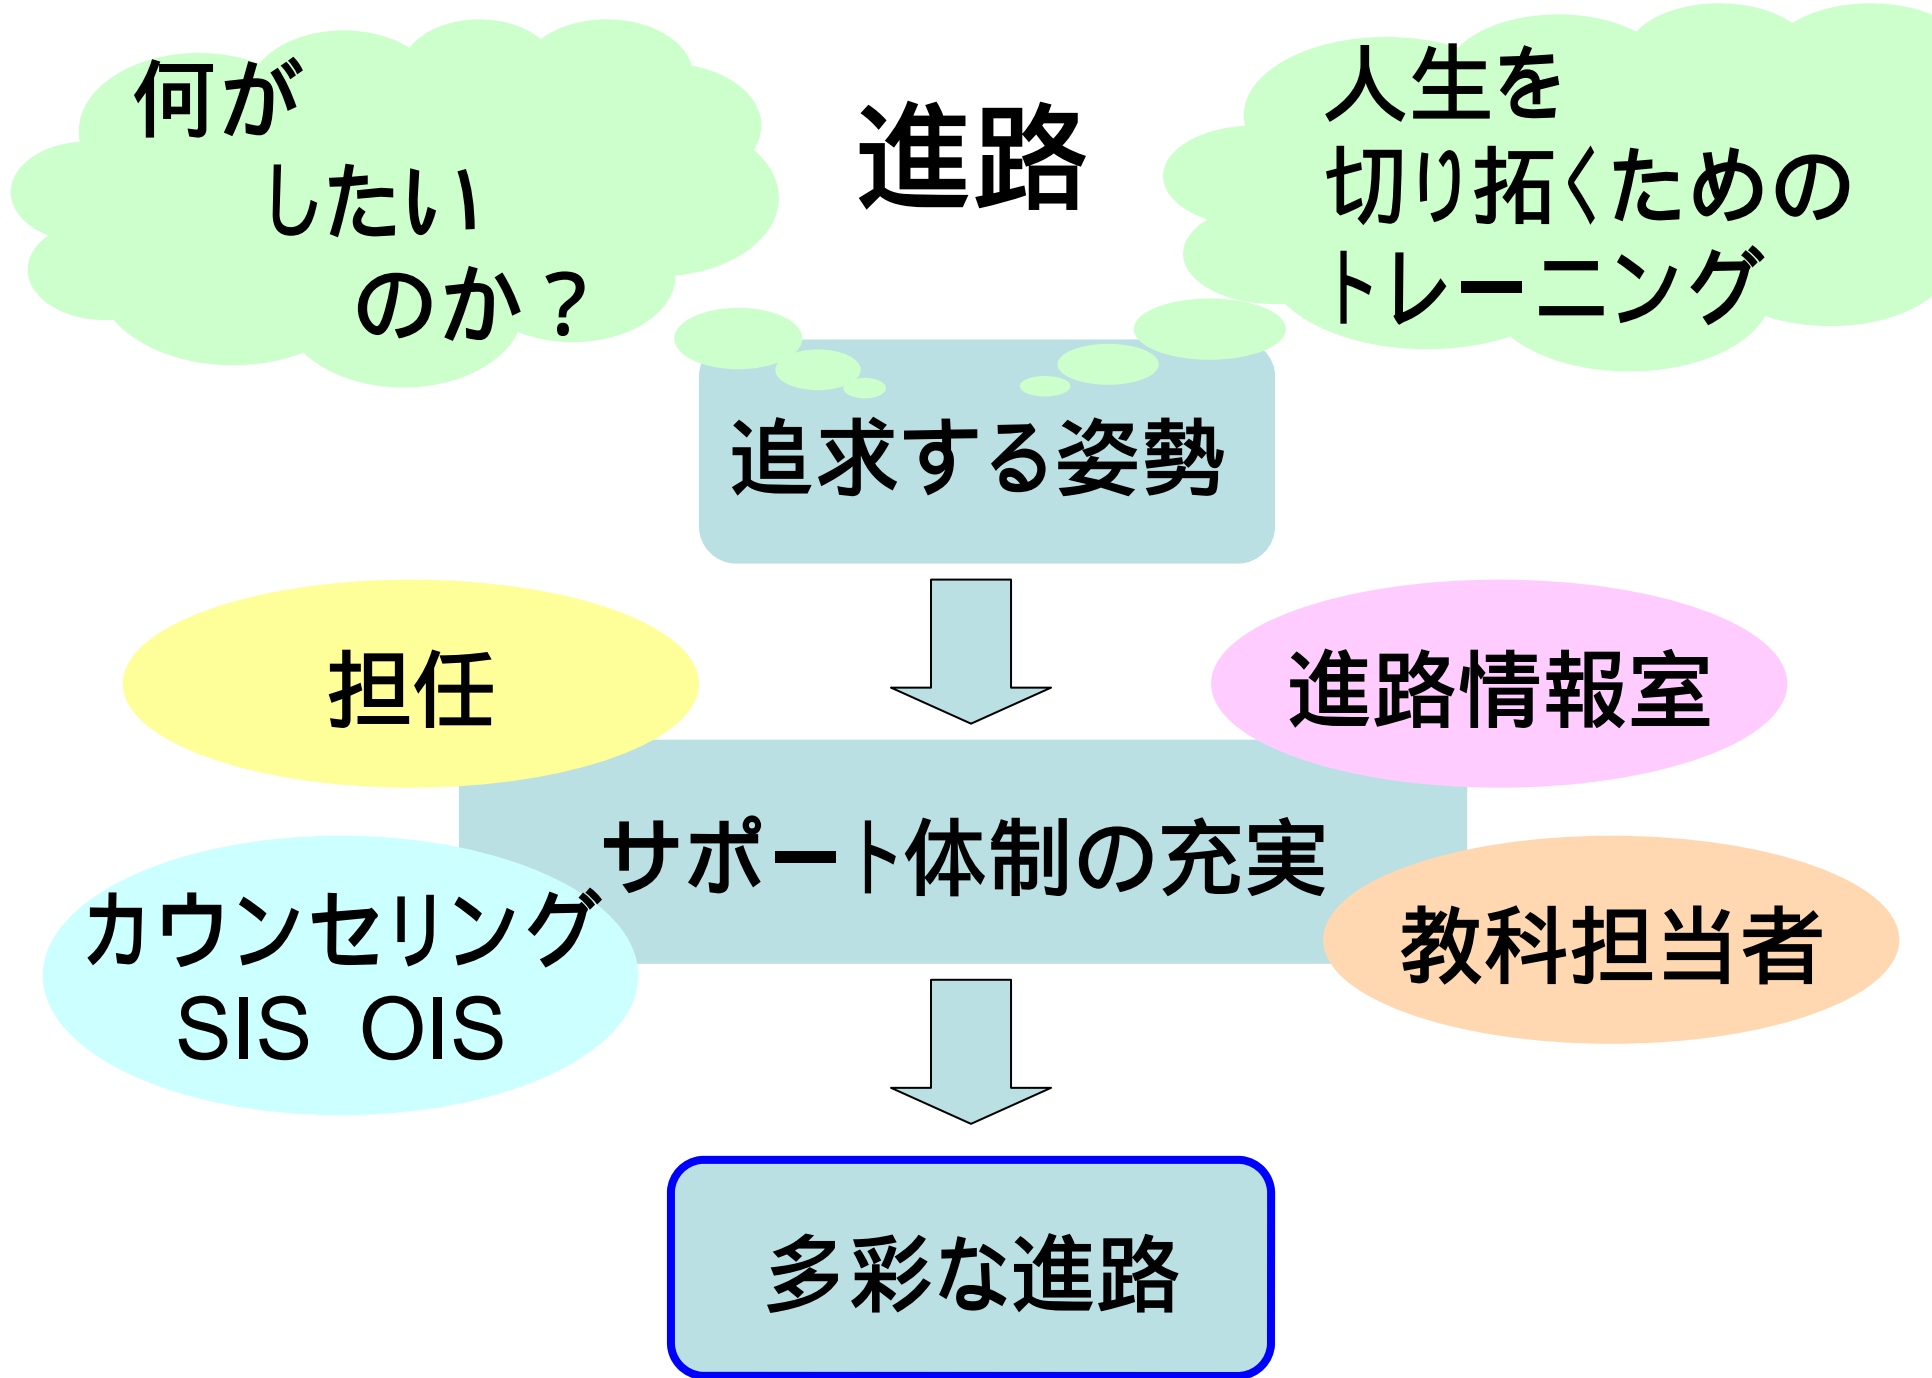 進路
何が
したい
のか？
人生を
切り拓くための
トレーニング
追求する姿勢
担任
進路情報室
サポート体制の充実
カウンセリング
SIS OIS
教科担当者
多彩な進路